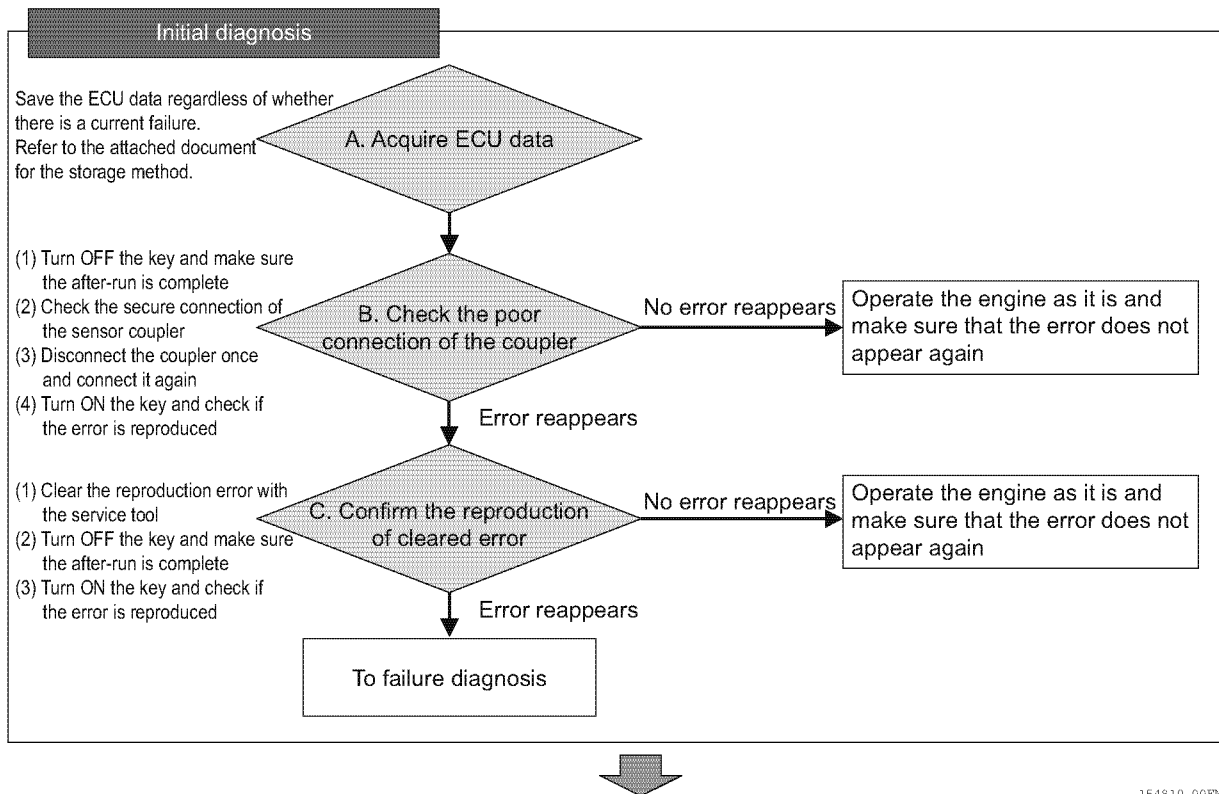 Initial diagnosis
Save the ECU data regardless of whether
there is a current failure.
Refer to the attached document
for the storage method.
A. Acquire ECU data
(1) Turn OFF the key and make sure
the after-run is complete
(2) Check the secure connection of
the sensor coupler
(3) Disconnect the coupler once
and connect it again
(4) Turn ON the key and check if
the error is reproduced
B. Check the poor
connection of the coupler
No error reappears
Operate the engine as it is and
make sure that the error does not
appear again
Error reappears
(1) Clear the reproduction error with
the service tool
(2) Turn OFF the key and make sure
the after-run is complete
(3) Turn ON the key and check if
the error is reproduced
C. Confirm the reproduction
of cleared error
No error reappears
Operate the engine as it is and
make sure that the error does not
appear again
Error reappears
To failure diagnosis